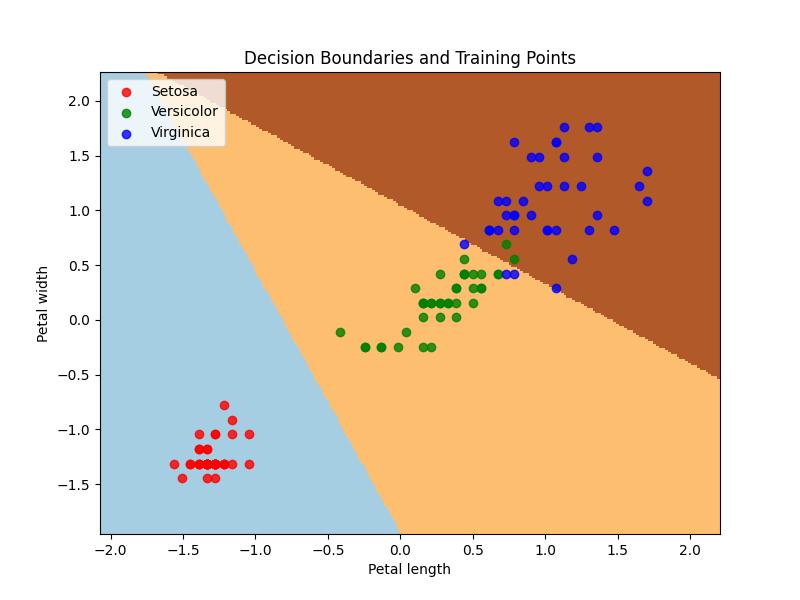 Decision Boundaries and Training Points
Setosa
Versicolor
Virginica
Petal width
2.0
1.5
1.0
0.5
0.0
−0.5
−1.0
−1.5
−2.0
−1.5
−1.0
−0.5
0.0
0.5
1.0
1.5
2.0
Petal length